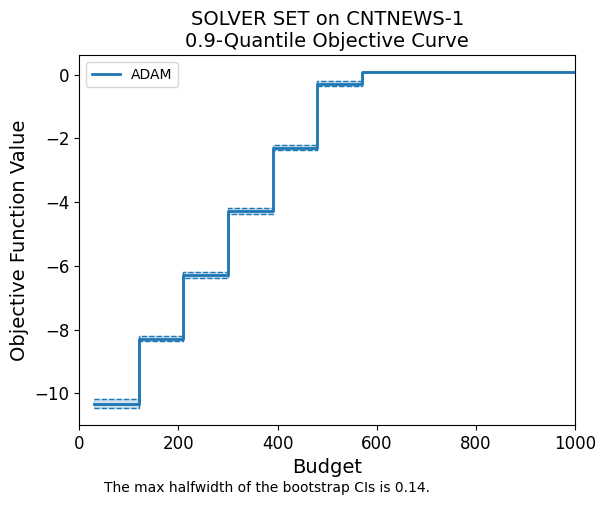 SOLVER SET on CNTNEWS-1
0.9-Quantile Objective Curve
ADAM
Objective Function Value
0
−2
−4
−6
−8
−10
0 200 400 600 800 1000
Budget
The max halfwidth of the bootstrap CIs is 0.14.